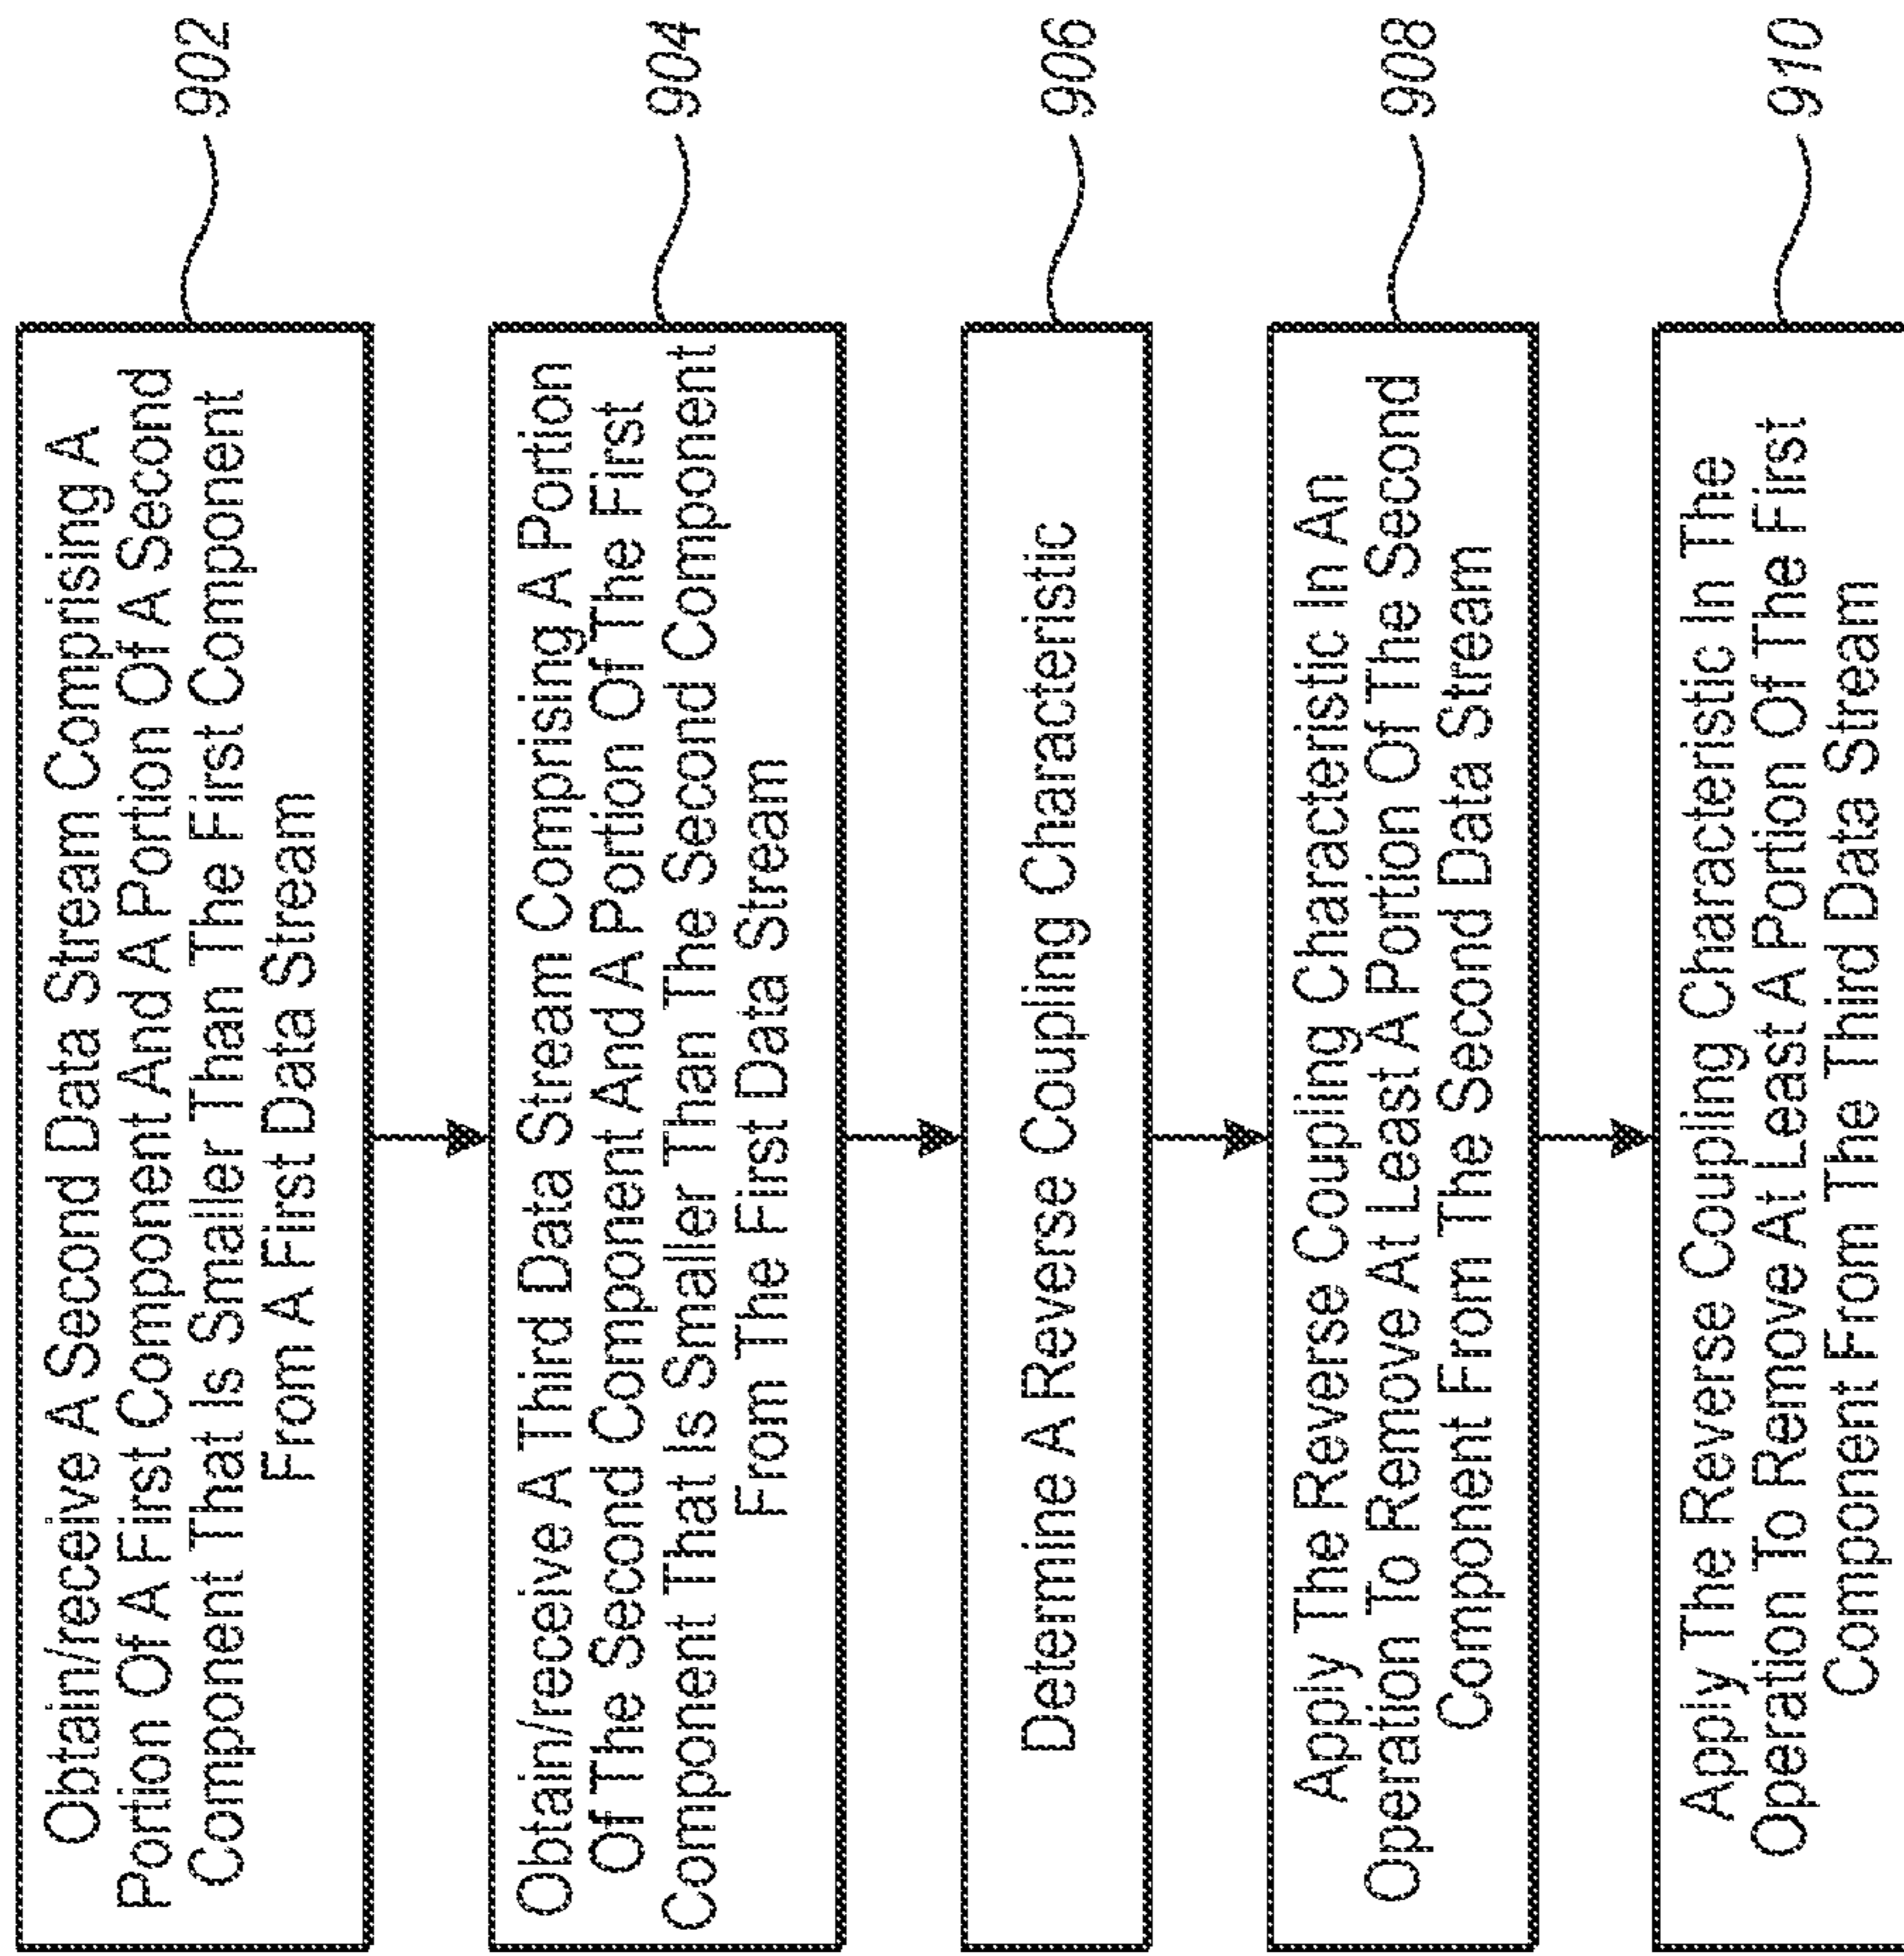 Obtain/receive A Second Data Stream Comprising A
Portion Of A First Component And A Portion Of A Second
Component That Is Smaller Than The First Component
From A First Data Stream
902
Obtain/receive A Third Data Stream Comprising A Portion
Of The Second Component And A Portion Of The First
Component That Is Smaller Than The Second Component
From The First Data Stream
904
Determine A Reverse Coupling Characteristic
906
Apply The Reverse Coupling Characteristic In An
Operation To Remove At Least A Portion Of The Second
Component From The Second Data Stream
908
Apply The Reverse Coupling Characteristic In The
Operation To Remove At Least A Portion Of The First
Component From The Third Data Stream
910